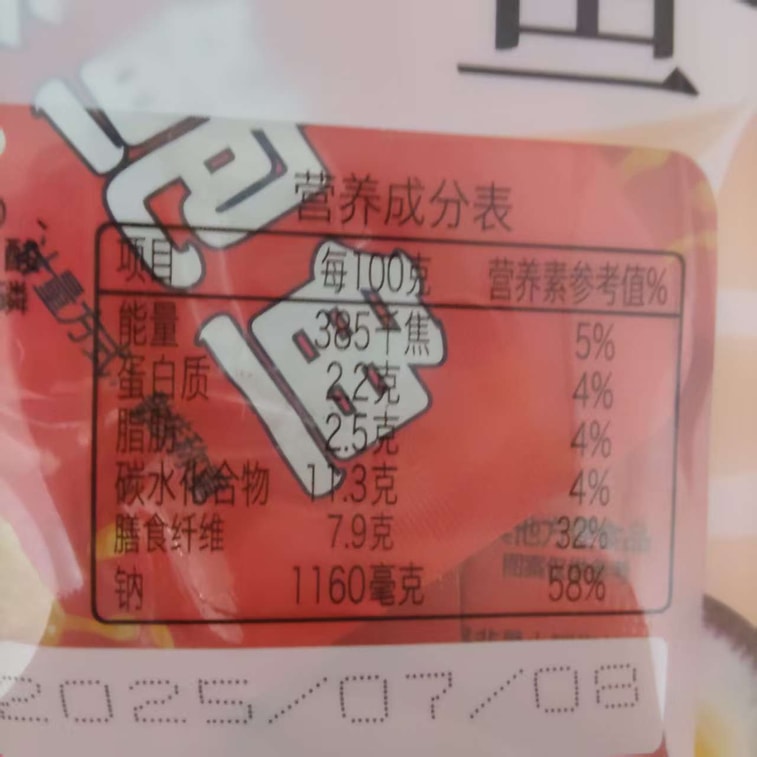 营养成分表
项目 每100克 营养素参考值%
能量 385千焦 5%
蛋白质 2.2克 4%
脂肪 2.5克 4%
碳水化合物 11.3克 4%
膳食纤维 7.9克 32%
钠 1160毫克 58%
2025/07/08